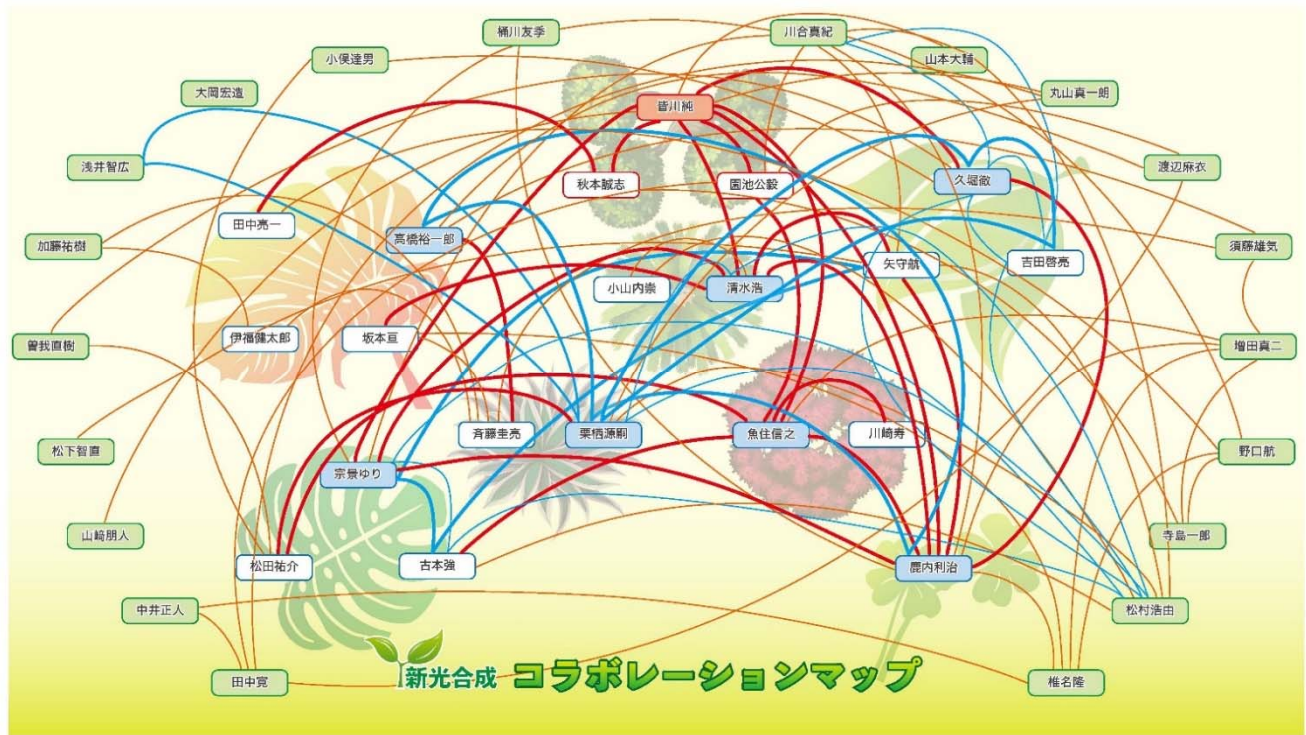 桶川友季
川合真紀
小俣達男
山本大輔
大岡宏造
皆川純
丸山真一朗
浅井智広
渡辺麻衣
秋本誠志
園池公毅
久堀徹
田中亮一
髙橋裕一郎
加藤祐樹
須藤雄気
矢守航
吉田啓亮
小山内崇
清水浩
曽我直樹
伊福健太郎
坂本亘
増田真二
斉藤圭亮
栗栖源嗣
魚住信之
川崎寿
松下智直
野口航
宗景ゆり
山﨑朋人
寺島一郎
松田祐介
古本強
鹿内利治
中井正人
松村浩由
新光合成 コラボレーションマップ
田中寛
椎名隆